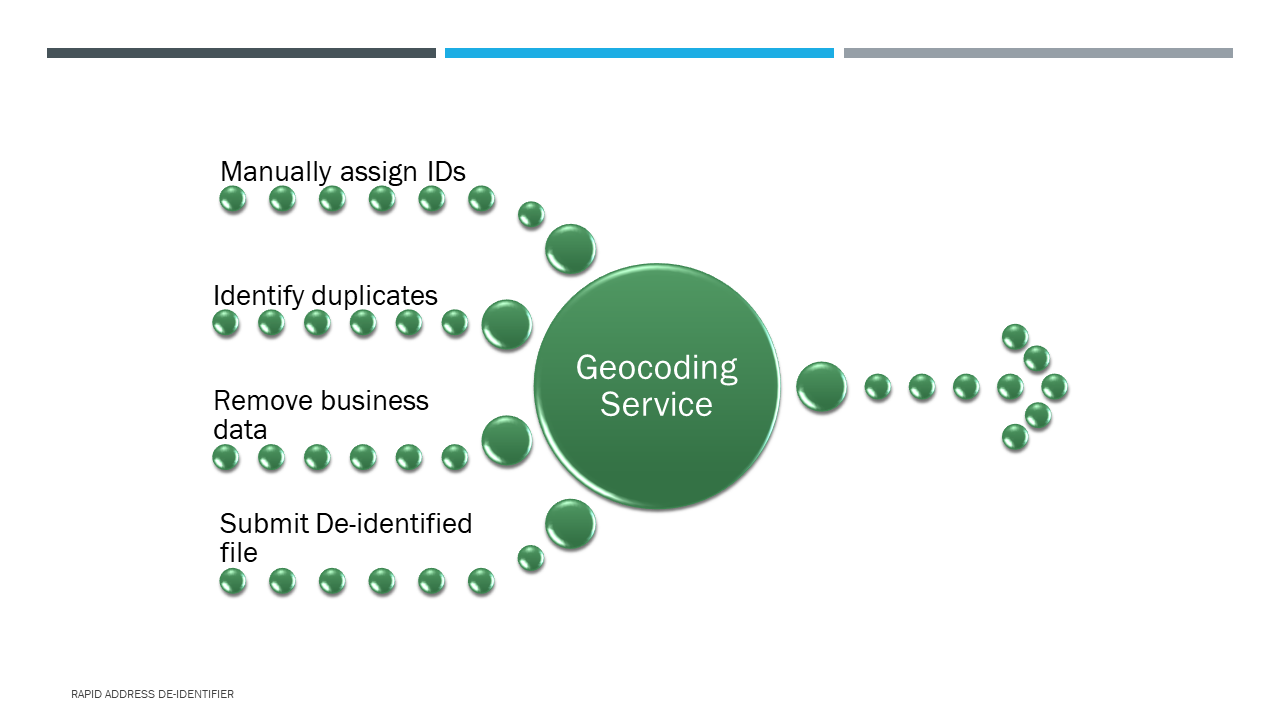 Manually assign IDs
Identify duplicates
Remove business
data
Submit De-identified
file
Geocoding
Service
RAPID ADDRESS DE-IDENTIFIER